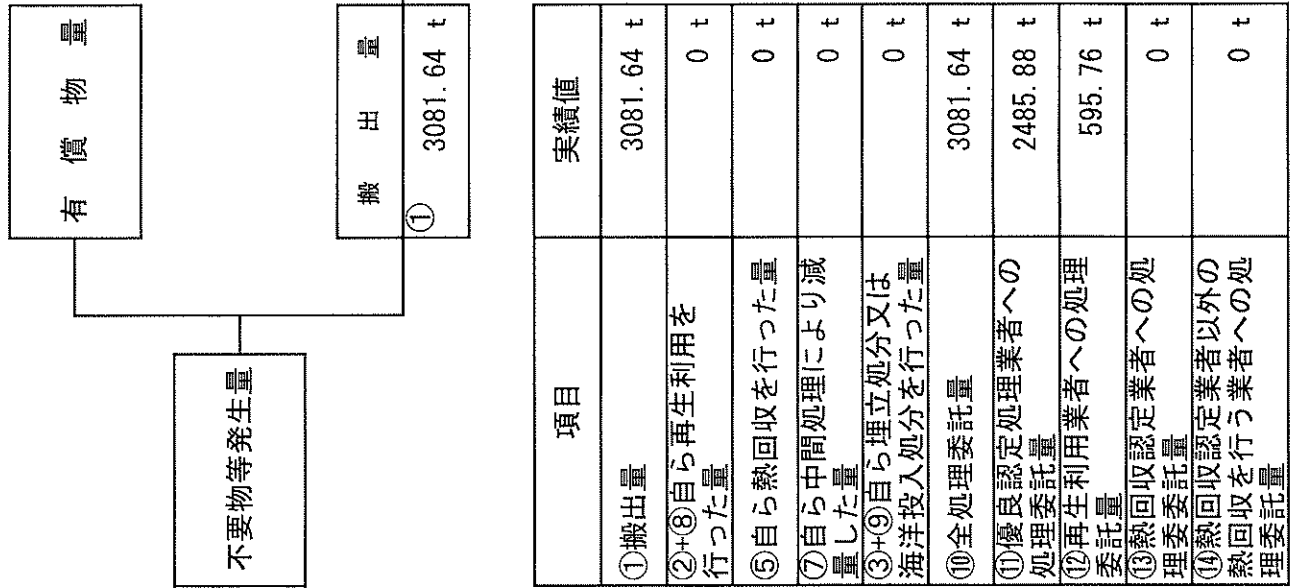 不要物等発生量
有償物量
搬出量
① 3081.64 t
項目 実績値
①搬出量 3081.64 t
②+⑧自ら再生利用を
行った量 0 t
⑤自ら熱回収を行った量 0 t
⑦自ら中間処理により減
量した量 0 t
③+⑨自ら埋立処分又は
海洋投入処分を行った量 0 t
⑩全処理委託量 3081.64 t
⑪優良認定処理業者への
処理委託量 2485.88 t
⑫再生利用業者への処理
委託量 595.76 t
⑬熱回収認定業者への処
理委委託量 0 t
⑭熱回収認定業者以外の
熱回収を行う業者への処
理委託量 0 t